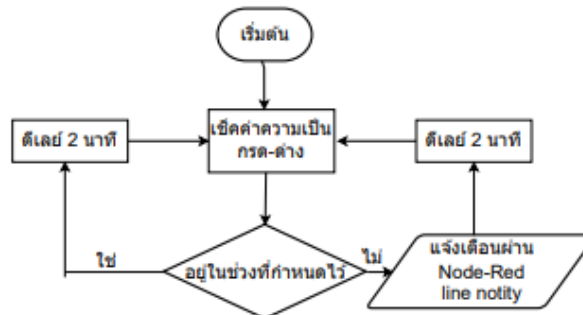 เริ่มต้น
ดีเลย์ 2 นาที
เช็คค่าความเป็น
กรด-ด่าง
ดีเลย์ 2 นาที
ใช่
อยู่ในช่วงที่กำหนดไว้
ไม่
แจ้งเตือนผ่าน
Node-Red
line notity